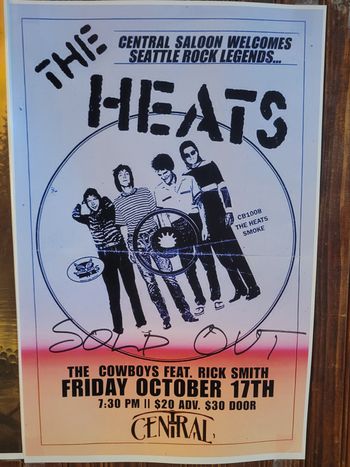 CENTRAL SALOON WELCOMES
SEATTLE ROCK LEGENDS...
THE
HEATS
CB1008
THE HEATS
SMOKE
SOLD OUT
THE COWBOYS FEAT. RICK SMITH
FRIDAY OCTOBER 17TH
7:30 PM || $20 ADV. $30 DOOR
THE
CENTRAL